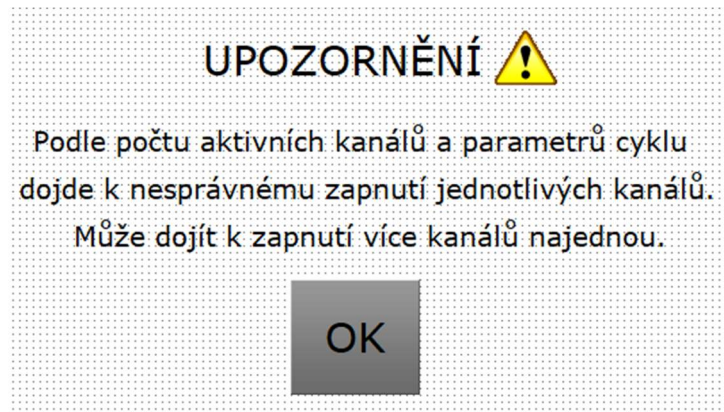 UPOZORNĚNÍ
Podle počtu aktivních kanálů a parametrů cyklu
dojde k nesprávnému zapnutí jednotlivých kanálů.
Může dojít k zapnutí více kanálů najednou.
OK